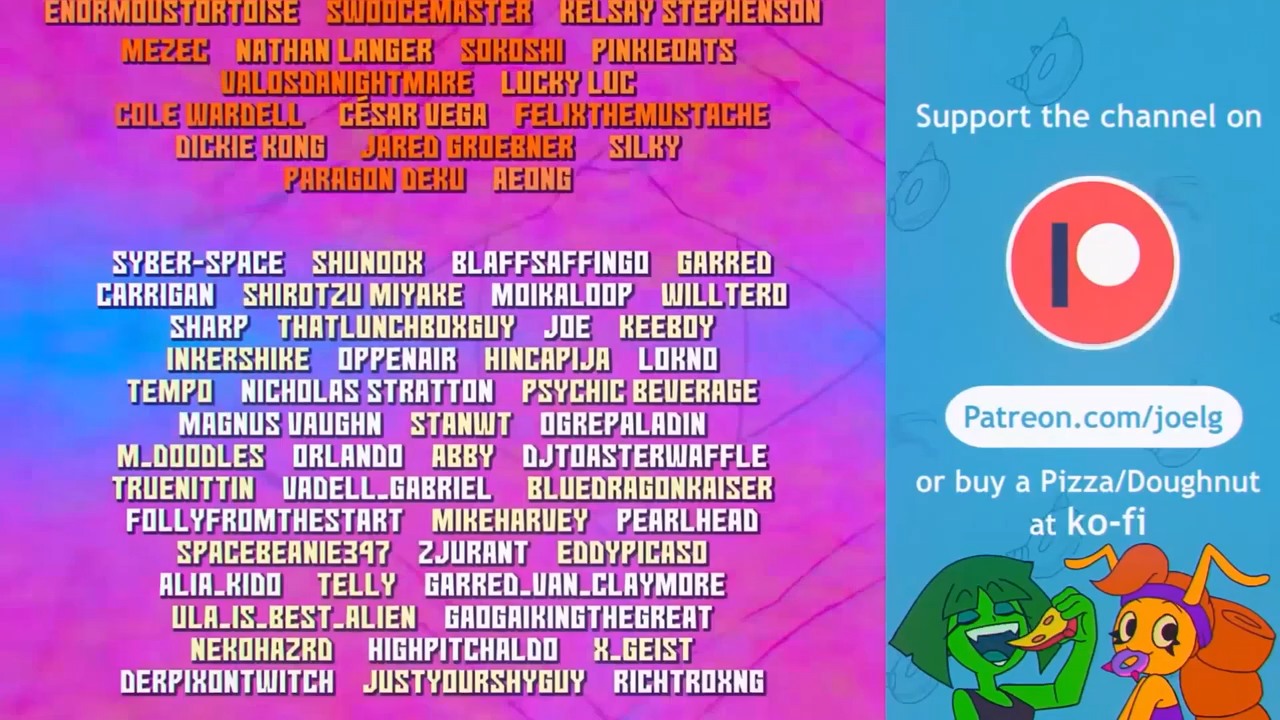 ENORMOUSTORTOISE SWOOCEMASTER KELSAY STEPHENSON
MEZEC NATHAN LANGER SOKOSHI PINKIEOATS
VALOSDANIGHTMARE LUCKY LUC
COLE WARDELL CÉSAR VEGA FELIXTHEMUSTACHE
DICKIE KONG JARED GROEBNER SILKY
PARAGON DEKU AEONG
SYBER-SPACE SHUNOOX BLAFFSAFFINGO GARRED
CARRIGAN SHIROTZU MIYAKE MOIKALOOP WILLTERO
SHARP THATLUNCHBOXGUY JOE KEEBOY
INKERSHIKE OPPENAIR HINCAPIJA LOKNO
TEMPO NICHOLAS STRATTON PSYCHIC BEVERAGE
MAGNUS VAUGHN STANWT OGREPALADIN
M_DOODLES ORLANDO ABBY DJTOASTERWAFFLE
TRUENITTIN VADELL_GABRIEL BLUEDRAGONKAISER
FOLLYFROMTHESTART MIKEHARVEY PEARLHEAD
SPACEBEANIE347 ZJURANT EDDYPICASO
ALIA_KIDO TELLY GARRED_VAN_CLAYMORE
ULA_IS_BEST_ALIEN GAOGAIKINGTHEGREAT
NEKOHAZRD HIGHPITCHALDO X_GEIST
DERPIXONTWITCH JUSTYOURSHYGUY RICHTROXNG
Support the channel on
Patreon.com/joelg
or buy a Pizza/Doughnut
at ko-fi